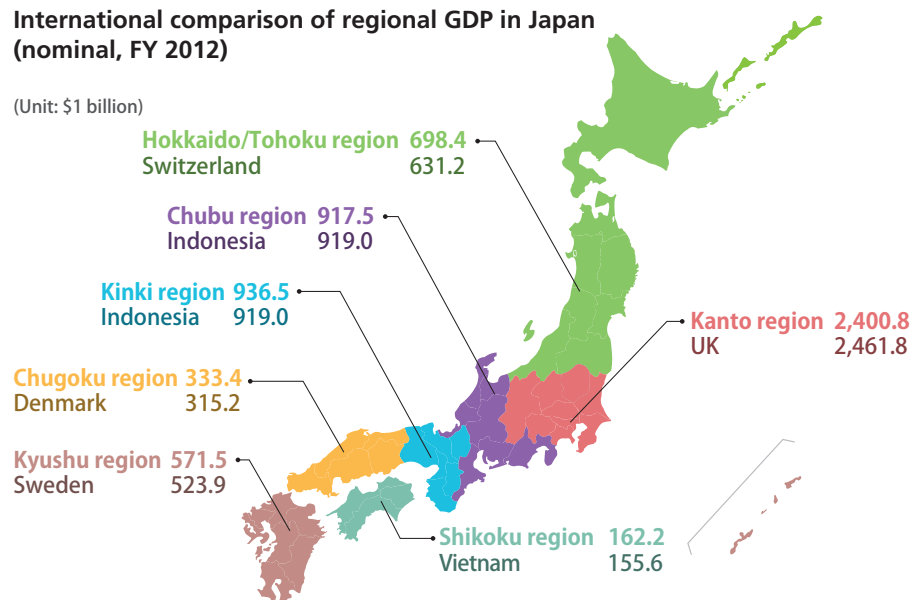 International comparison of regional GDP in Japan
(nominal, FY 2012)
(Unit: $1 billion)
Hokkaido/Tohoku region 698.4
Switzerland 631.2
Chubu region 917.5
Indonesia 919.0
Kinki region 936.5
Indonesia 919.0
Kanto region 2,400.8
UK 2,461.8
Chugoku region 333.4
Denmark 315.2
Kyushu region 571.5
Sweden 523.9
Shikoku region 162.2
Vietnam 155.6